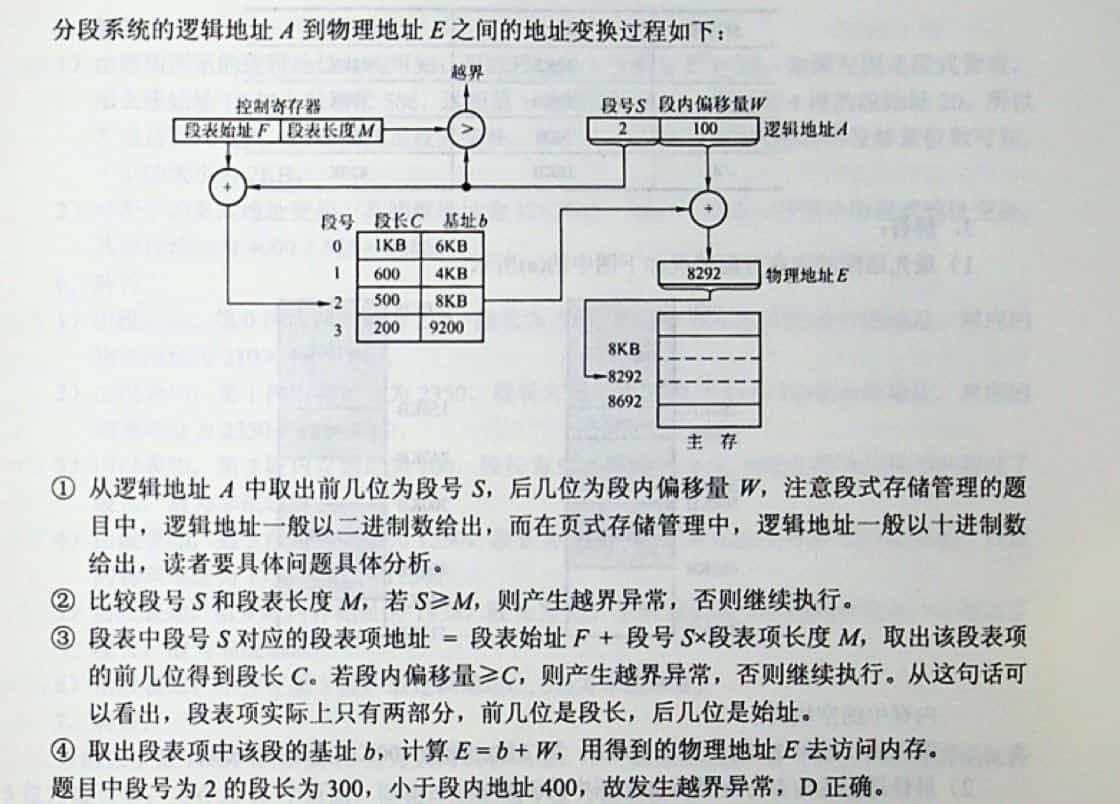 分段系统的逻辑地址 A 到物理地址 E 之间的地址变换过程如下：
越界
控制寄存器
段表始址 F 段表长度 M
>
段号S 段内偏移量W
2 100 逻辑地址A
+
+
段号 段长C 基址b
0 1KB 6KB
1 600 4KB
2 500 8KB
3 200 9200
8292 物理地址E
8KB
8292
8692
主 存
① 从逻辑地址 A 中取出前几位为段号 S，后几位为段内偏移量 W，注意段式存储管理的题
目中，逻辑地址一般以二进制数给出，而在页式存储管理中，逻辑地址一般以十进制数
给出，读者要具体问题具体分析。
② 比较段号 S 和段表长度 M，若 S≥M，则产生越界异常，否则继续执行。
③ 段表中段号 S 对应的段表项地址 = 段表始址 F + 段号 S×段表项长度 M，取出该段表项
的前几位得到段长 C。若段内偏移量≥C，则产生越界异常，否则继续执行。从这句话可
以看出，段表项实际上只有两部分，前几位是段长，后几位是始址。
④ 取出段表项中该段的基址 b，计算 E = b + W，用得到的物理地址 E 去访问内存。
题目中段号为 2 的段长为 300，小于段内地址 400，故发生越界异常，D 正确。